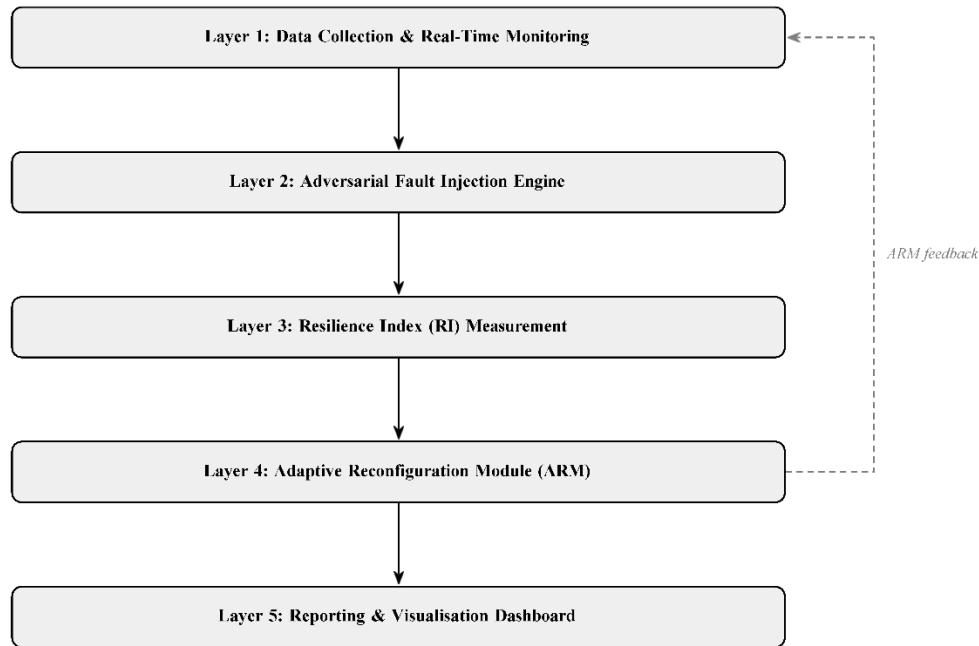 Layer 1: Data Collection & Real-Time Monitoring
Layer 2: Adversarial Fault Injection Engine
ARM feedback
Layer 3: Resilience Index (RI) Measurement
Layer 4: Adaptive Reconfiguration Module (ARM)
Layer 5: Reporting & Visualisation Dashboard